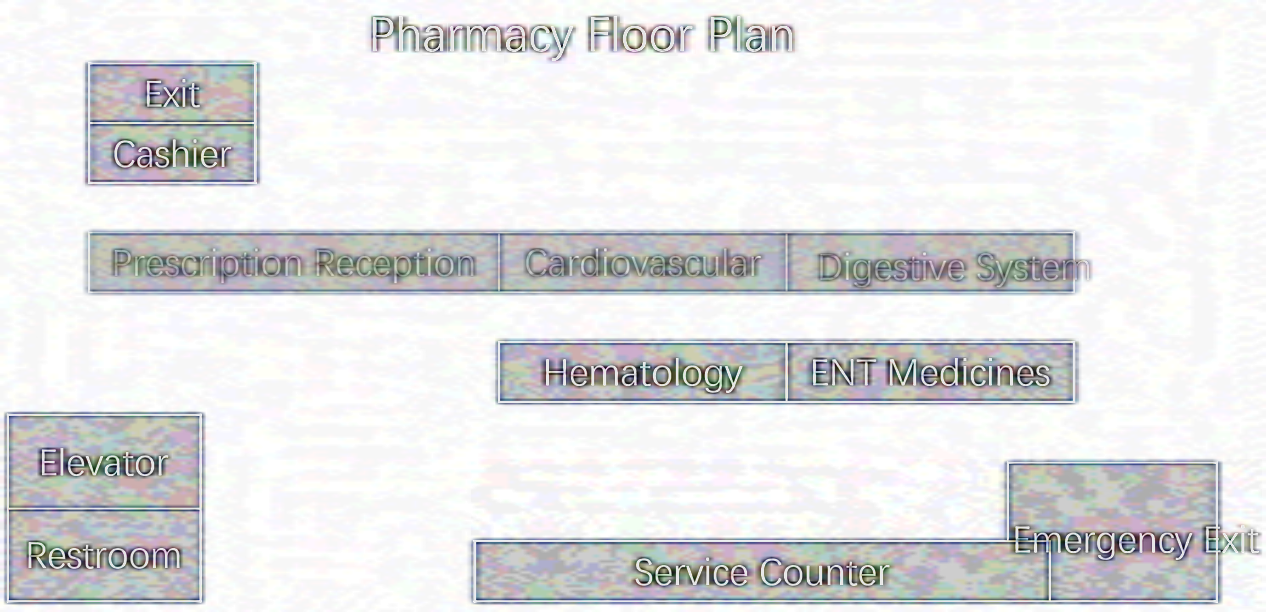 Pharmacy Floor Plan
Exit
Cashier
Prescription Reception
Cardiovascular
Digestive System
Hematology
ENT Medicines
Elevator
Restroom
Emergency Exit
Service Counter